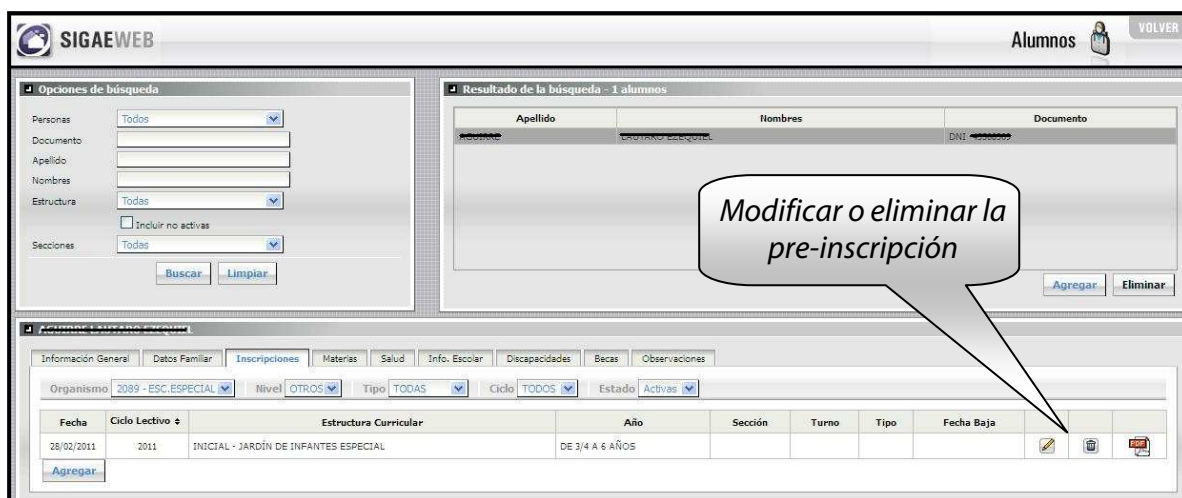 SIGAEWEB
Alumnos
VOLVER
Opciones de búsqueda
Personas Todos
Documento
Apellido
Nombres
Estructura Todas
Incluir no activas
Secciones Todas
Buscar Limpiar
Resultado de la búsqueda - 1 alumnos
Apellido Nombres Documento
DNI
Modificar o eliminar la
pre-inscripción
Agregar Eliminar
Información General Datos Familiar Inscripciones Materias Salud Info. Escolar Discapacidades Becas Observaciones
Organismo 2089 - ESC.ESPECIAL Nivel OTROS Tipo TODAS Ciclo TODOS Estado Activas
Fecha Ciclo Lectivo Estructura Curricular Año Sección Turno Tipo Fecha Baja
28/02/2011 2011 INICIAL - JARDÍN DE INFANTES ESPECIAL DE 3/4 A 6 AÑOS PDF
Agregar